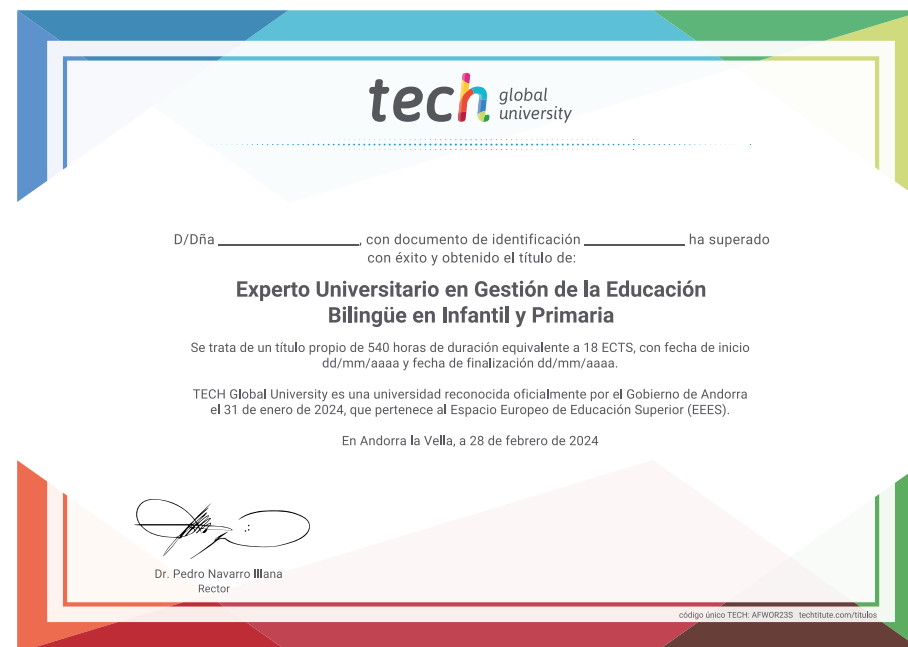 tech global university
D/Dña ____________, con documento de identificación ____________ ha superado
con éxito y obtenido el título de:
Experto Universitario en Gestión de la Educación
Bilingüe en Infantil y Primaria
Se trata de un título propio de 540 horas de duración equivalente a 18 ECTS, con fecha de inicio
dd/mm/aaaa y fecha de finalización dd/mm/aaaa.
TECH Global University es una universidad reconocida oficialmente por el Gobierno de Andorra
el 31 de enero de 2024, que pertenece al Espacio Europeo de Educación Superior (EEES).
En Andorra la Vella, a 28 de febrero de 2024
Dr. Pedro Navarro Illana
Rector
código único TECH: AFWOR23S techtitute.com/titulos